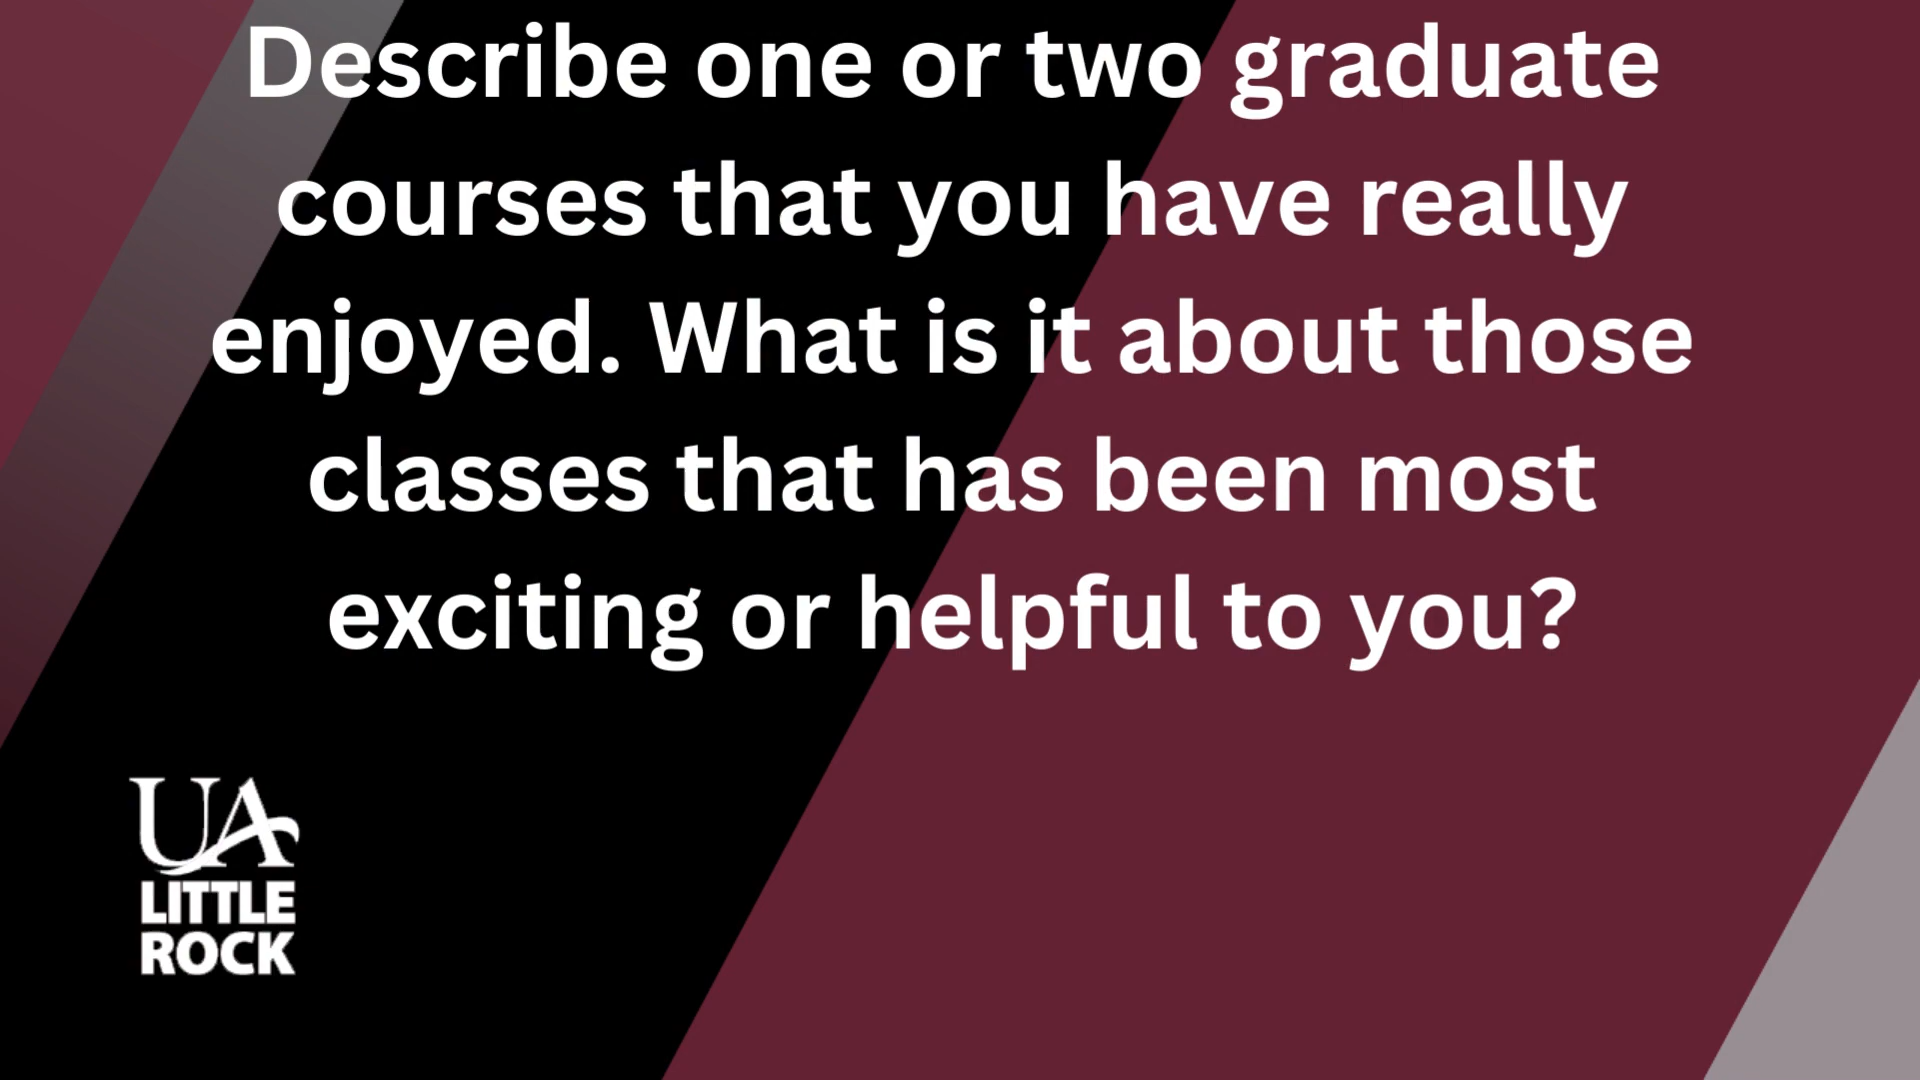 Describe one or two graduate
courses that you have really
enjoyed. What is it about those
classes that has been most
exciting or helpful to you?
UA
LITTLE
ROCK